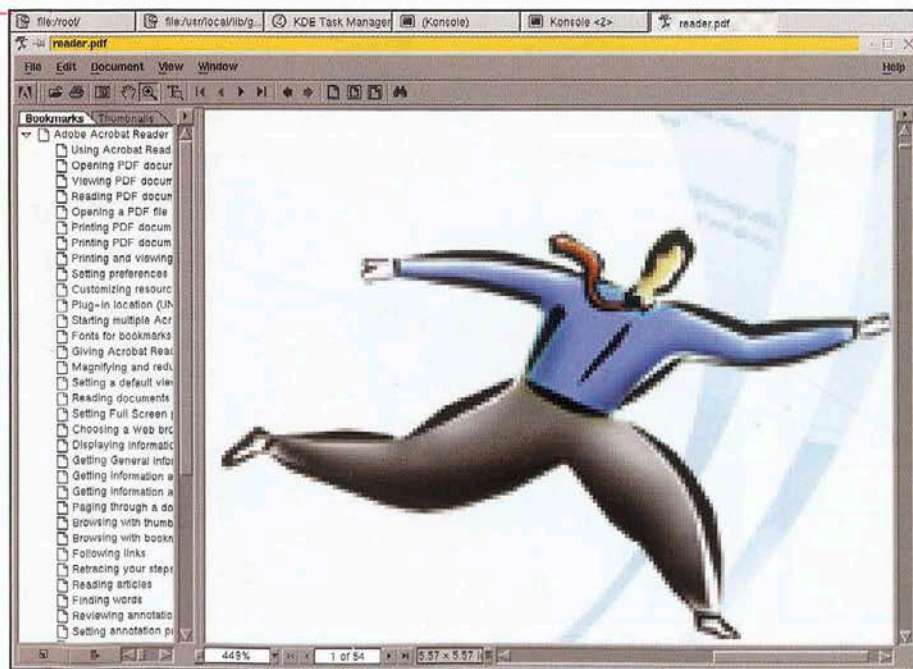 file:/root/
file:/usr/local/lib/g...
KDE Task Manager
(Konsole)
Konsole <2>
reader.pdf
reader.pdf
File Edit Document View Window Help
Bookmarks Thumbnails
Adobe Acrobat Reader
Using Acrobat Read
Opening PDF docur
Viewing PDF docum
Reading PDF docun
Opening a PDF file
Printing PDF docum
Printing PDF docum
Printing and viewing
Setting preferences
Customizing resourc
Plug-in location (UN
Starting multiple Acr
Fonts for bookmarks
Giving Acrobat Read
Magnifying and redu
Setting a default view
Reading documents
Setting Full Screen p
Choosing a Web bro
Displaying informatio
Getting General Infor
Getting information a
Getting information a
Paging through a do
Browsing with thumb
Browsing with bookn
Following links
Retracing your steps
Reading articles
Finding words
Reviewing annotatio
Setting annotation pr
449% 1 of 54 5.57 x 5.57 i